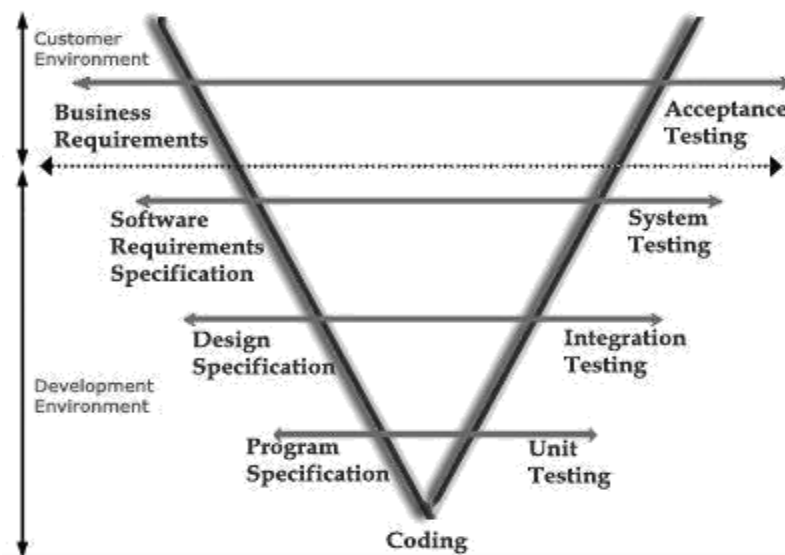 Customer
Environment
Business
Requirements
Acceptance
Testing
Software
Requirements
Specification
System
Testing
Design
Specification
Integration
Testing
Development
Environment
Program
Specification
Unit
Testing
Coding